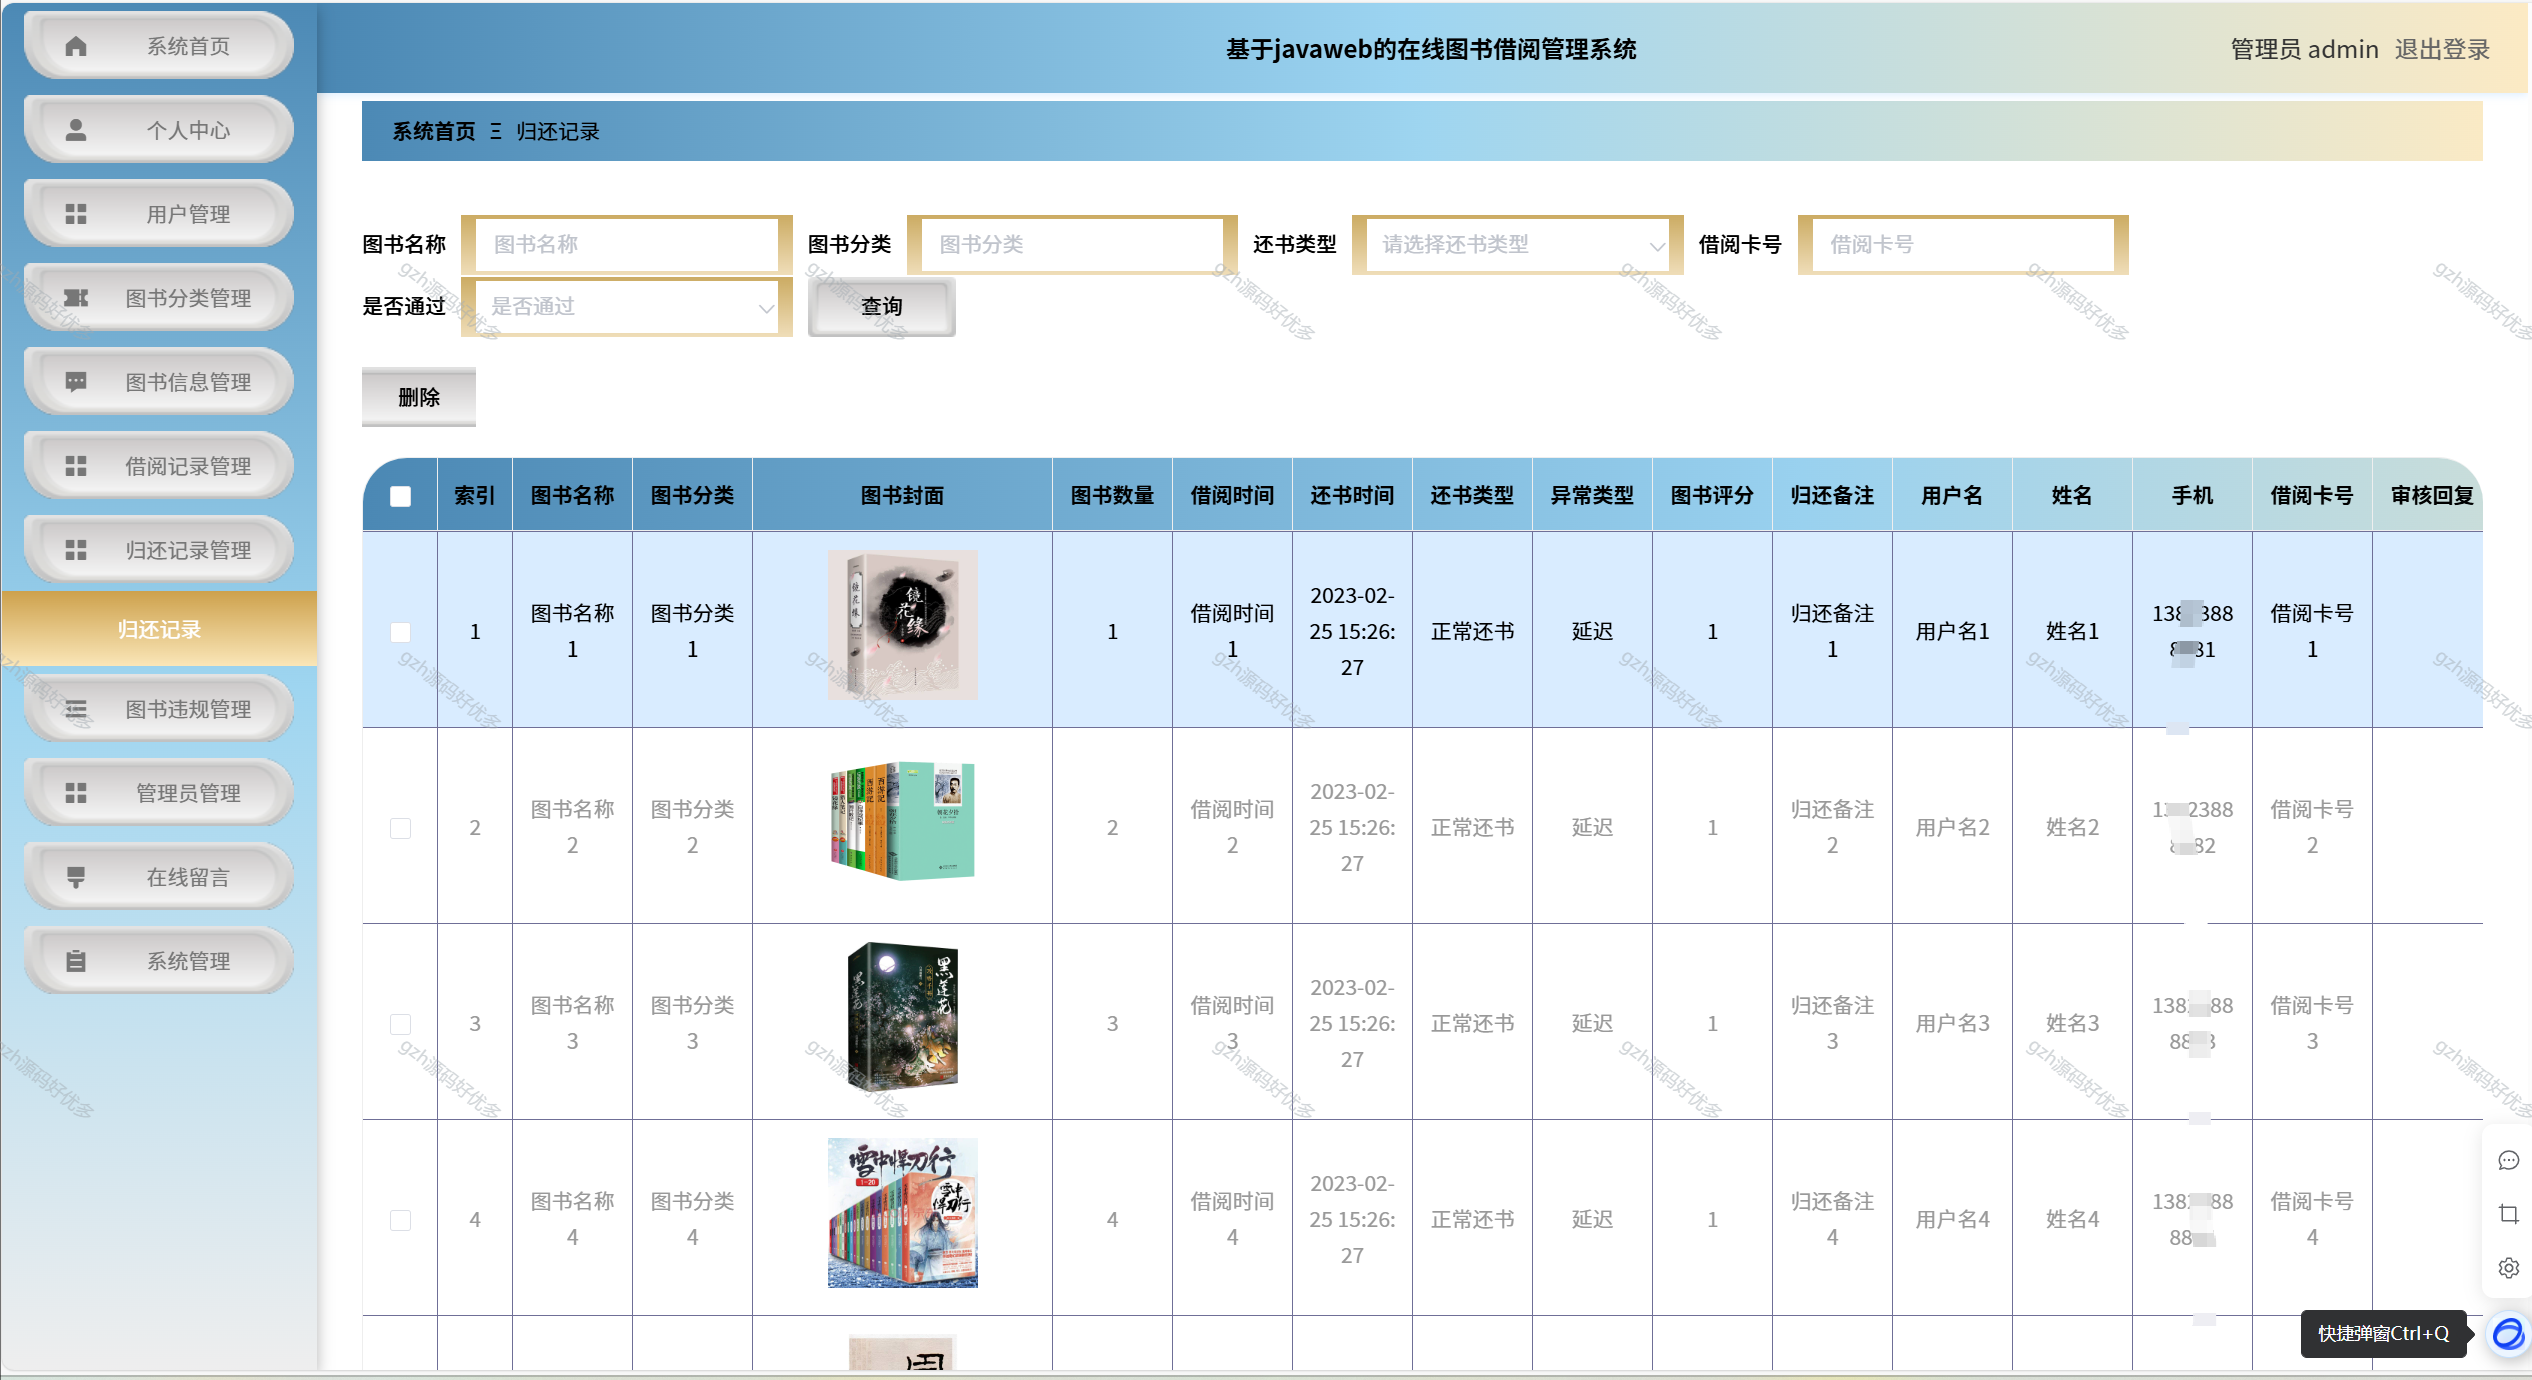 基于javaweb的在线图书借阅管理系统
管理员 admin 退出登录
系统首页
个人中心
用户管理
图书分类管理
图书信息管理
借阅记录管理
归还记录管理
归还记录
图书违规管理
管理员管理
在线留言
系统管理
系统首页 Ξ 归还记录
图书名称 图书名称 图书分类 图书分类 还书类型 请选择还书类型 借阅卡号 借阅卡号
是否通过 是否通过 查询
删除
索引 图书名称 图书分类 图书封面 图书数量 借阅时间 还书时间 还书类型 异常类型 图书评分 归还备注 用户名 姓名 手机 借阅卡号 审核回复
1 图书名称1 图书分类1 镜花缘 1 借阅时间1 2023-02-25 15:26:27 正常还书 延迟 1 归还备注1 用户名1 姓名1 借阅卡号1
2 图书名称2 图书分类2 2 借阅时间2 2023-02-25 15:26:27 正常还书 延迟 1 归还备注2 用户名2 姓名2 借阅卡号2
3 图书名称3 图书分类3 黑莲花 3 借阅时间3 2023-02-25 15:26:27 正常还书 延迟 1 归还备注3 用户名3 姓名3 借阅卡号3
4 图书名称4 图书分类4 雪中悍刀行 1-20 雪中悍刀行 4 借阅时间4 2023-02-25 15:26:27 正常还书 延迟 1 归还备注4 用户名4 姓名4 借阅卡号4
快捷弹窗Ctrl+Q
gzh源码好优多